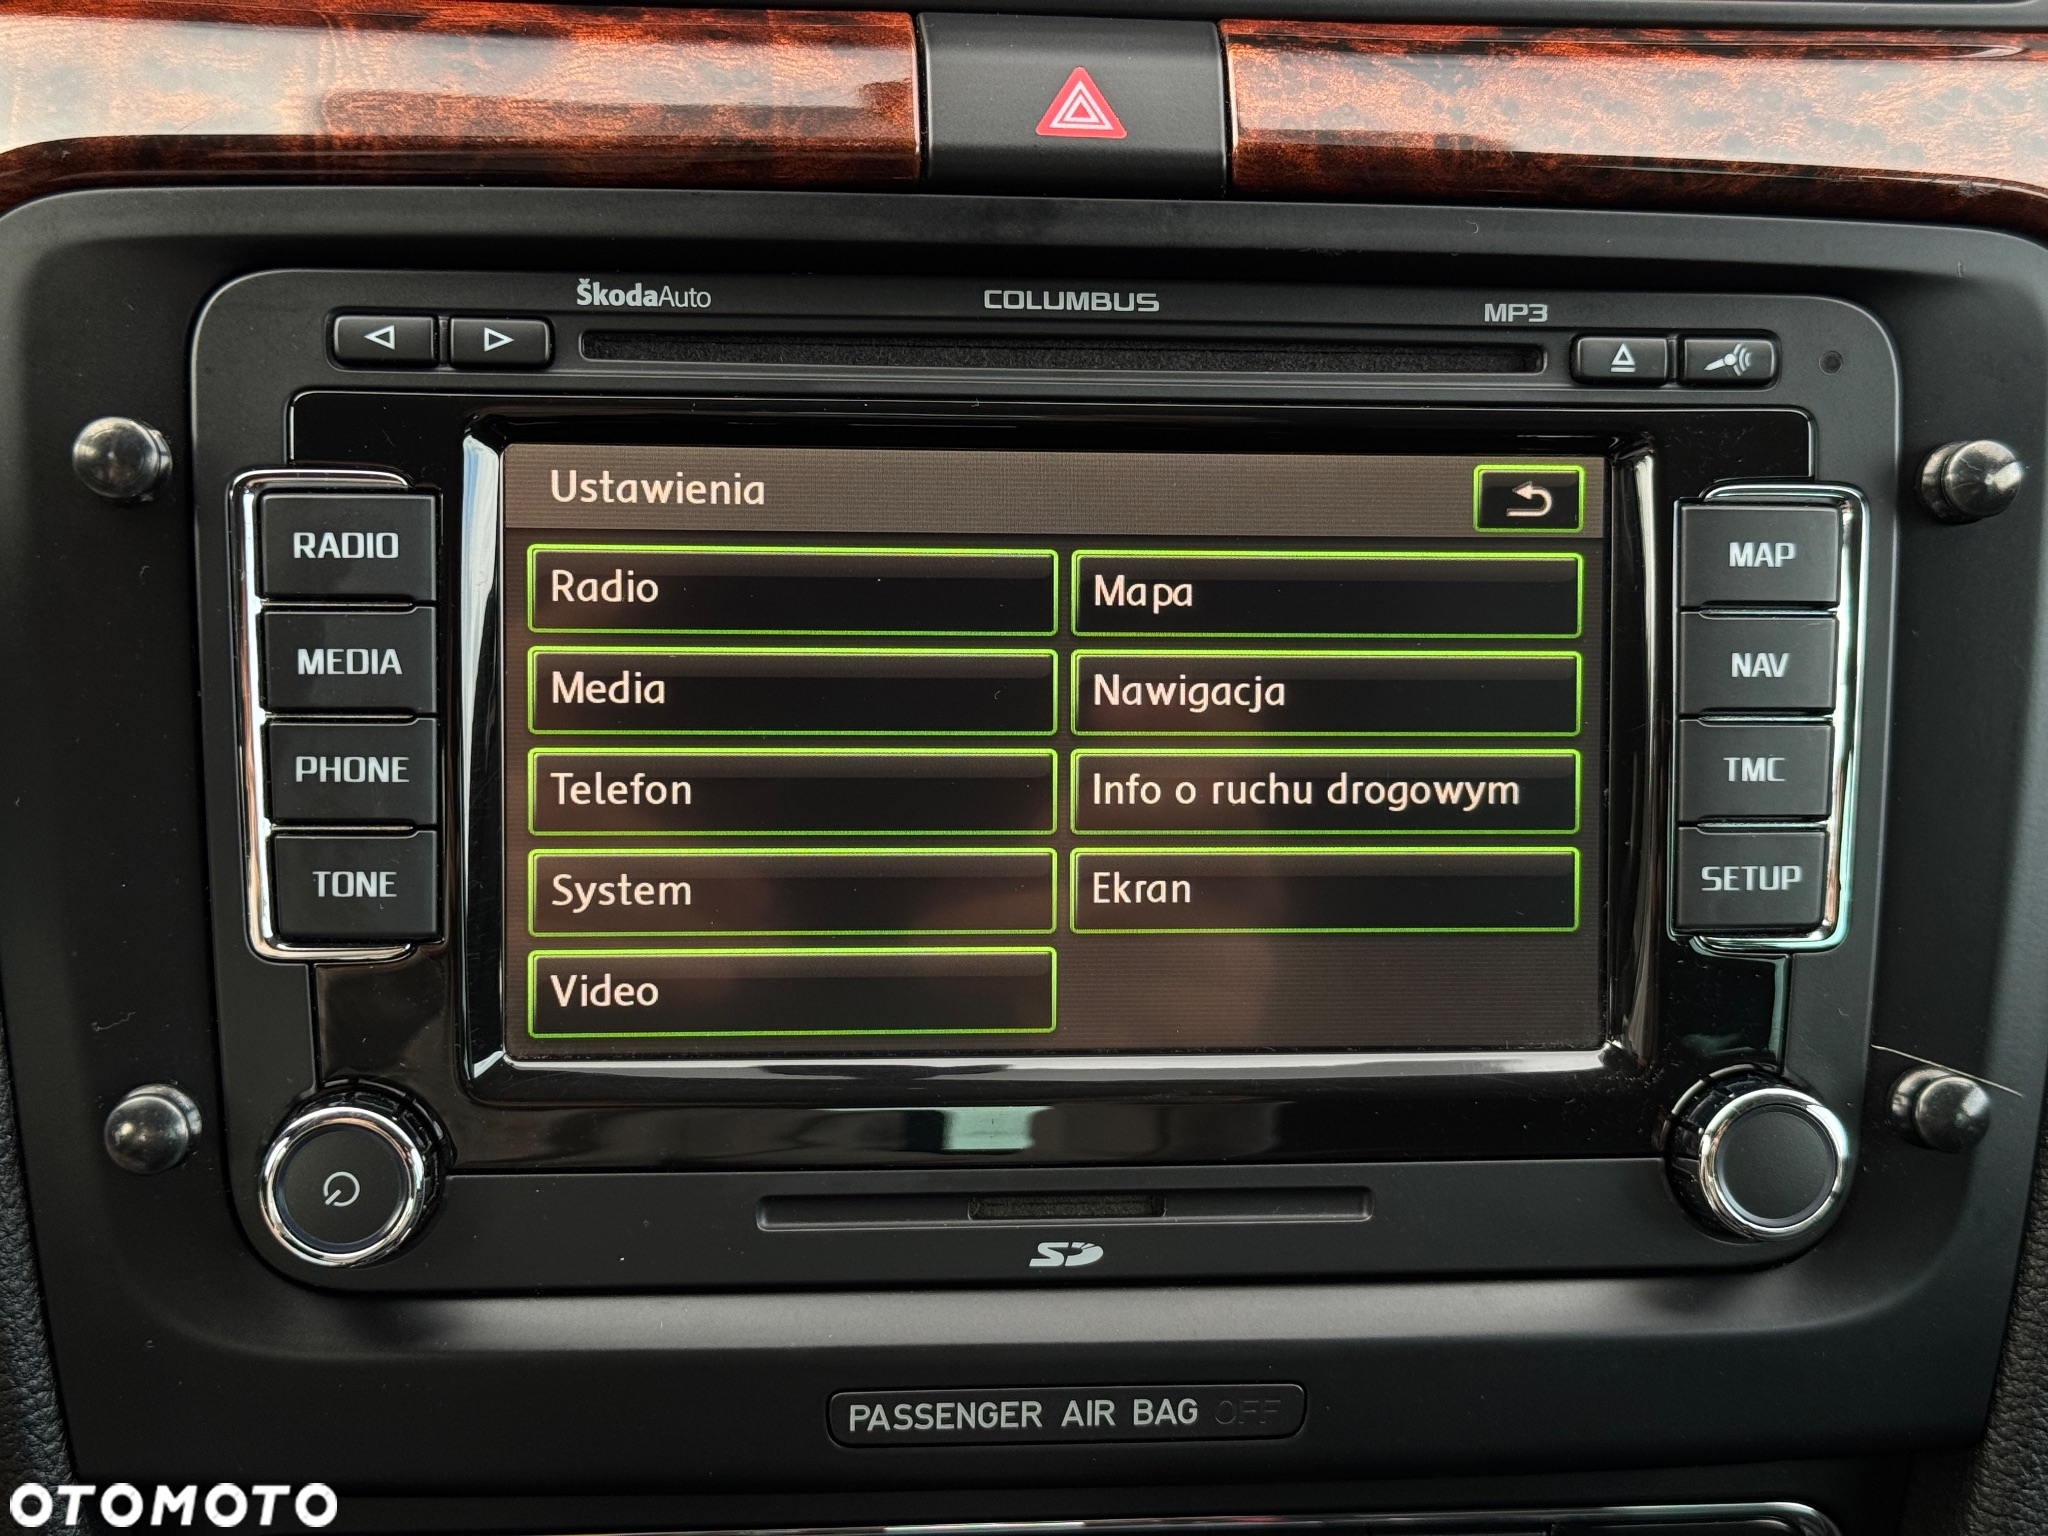 ŠkodaAuto
COLUMBUS
MP3
RADIO
MEDIA
PHONE
TONE
Ustawienia
Radio
Mapa
Media
Nawigacja
Telefon
Info o ruchu drogowym
System
Ekran
Video
MAP
NAV
TMC
SETUP
SD
PASSENGER AIR BAG OFF
OTOMOTO